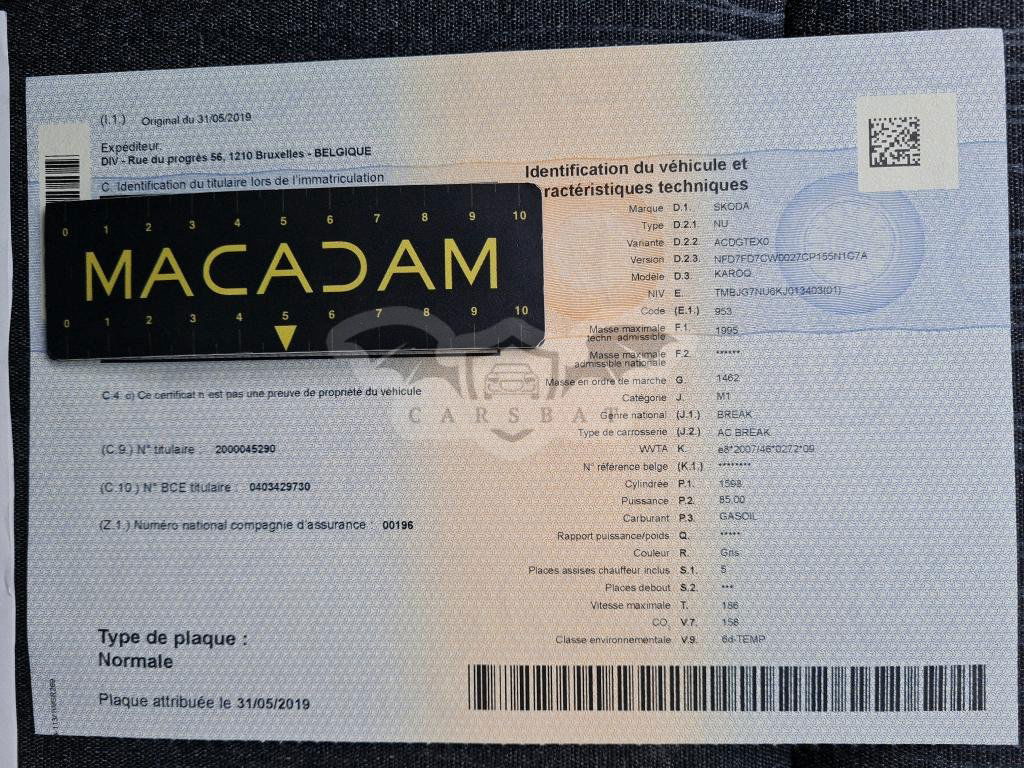 (I.1.) Original du 31/05/2019
Expéditeur:
DIV - Rue du progrès 56, 1210 Bruxelles - BELGIQUE
C. Identification du titulaire lors de l'immatriculation
0 1 2 3 4 5 6 7 8 9 10
MACADAM
0 1 2 3 4 5 6 7 8 9 10
C.4. c) Ce certificat n'est pas une preuve de propriété du véhicule
(C.9.) N° titulaire : 2000045290
(C.10.) N° BCE titulaire : 0403429730
(Z.1.) Numéro national compagnie d'assurance : 00196
Type de plaque :
Normale
Plaque attribuée le 31/05/2019
Identification du véhicule et
ractéristiques techniques
Marque D.1. SKODA
Type D.2.1. NU
Variante D.2.2. ACDGTEX0
Version D.2.3. NFD7FD7CW0027CP155N1C7A
Modèle D.3. KAROQ
NIV E. TMBJG7NU6KJ013403(01)
Code (E.1.) 953
Masse maximale techn. admissible F.1. 1995
Masse maximale admissible nationale F.2. ******
Masse en ordre de marche G. 1462
Catégorie J. M1
Genre national (J.1.) BREAK
Type de carrosserie (J.2.) AC BREAK
WVTA K. e8*2007/46*0272*09
N° référence belge (K.1.) ********
Cylindrée P.1. 1598
Puissance P.2. 85,00
Carburant P.3. GASOIL
Rapport puissance/poids Q. *****
Couleur R. Gris
Places assises chauffeur inclus S.1. 5
Places debout S.2. ***
Vitesse maximale T. 186
CO₂ V.7. 158
Classe environnementale V.9. 6d-TEMP
CARSBA